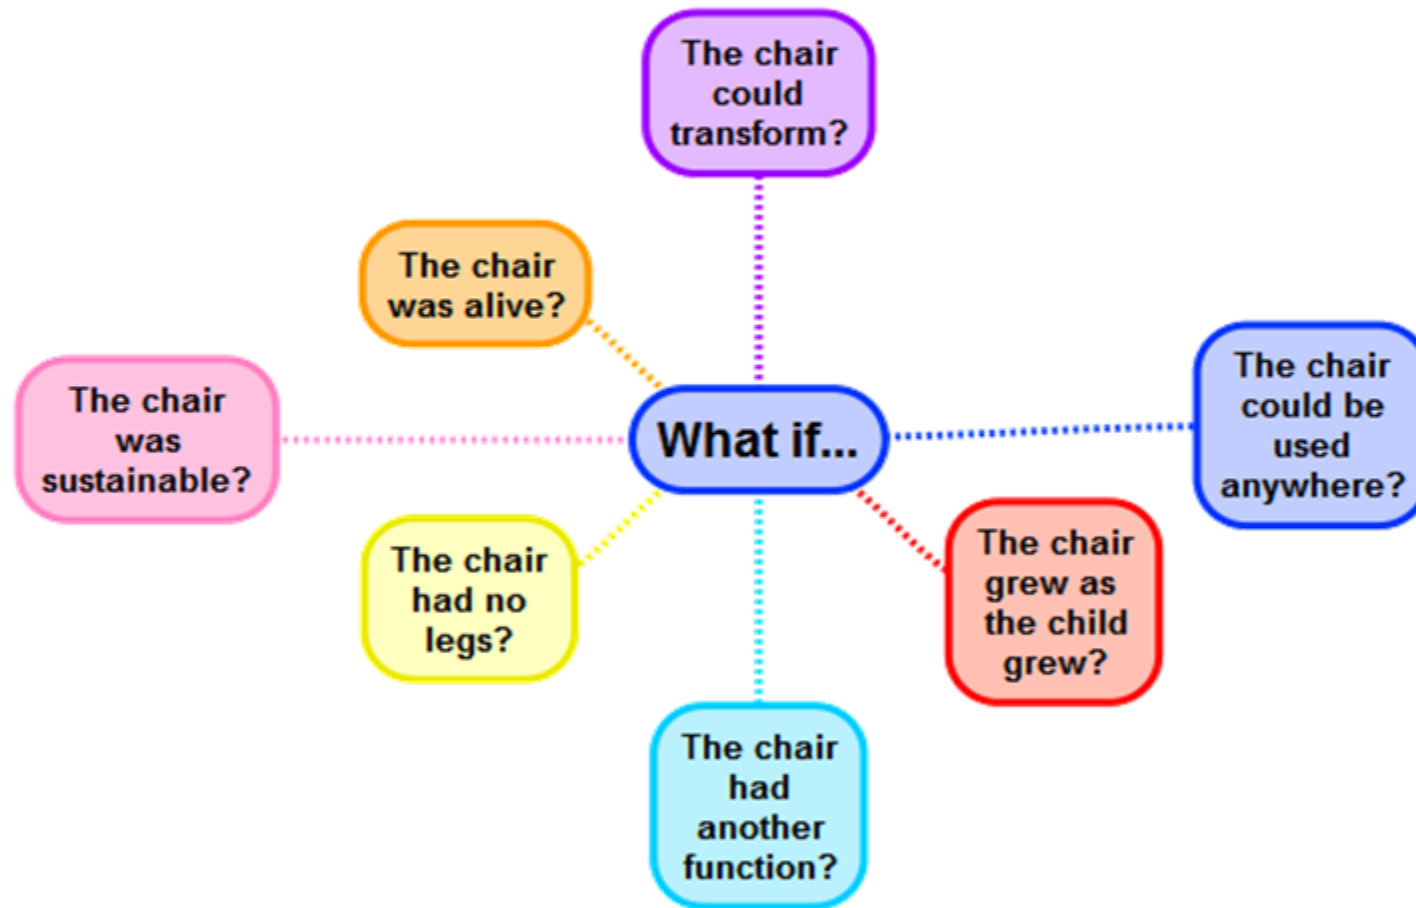 The chair
could
transform?
The chair
was alive?
The chair
could be
used
anywhere?
The chair
was
sustainable?
What if...
The chair
had no
legs?
The chair
grew as
the child
grew?
The chair
had
another
function?